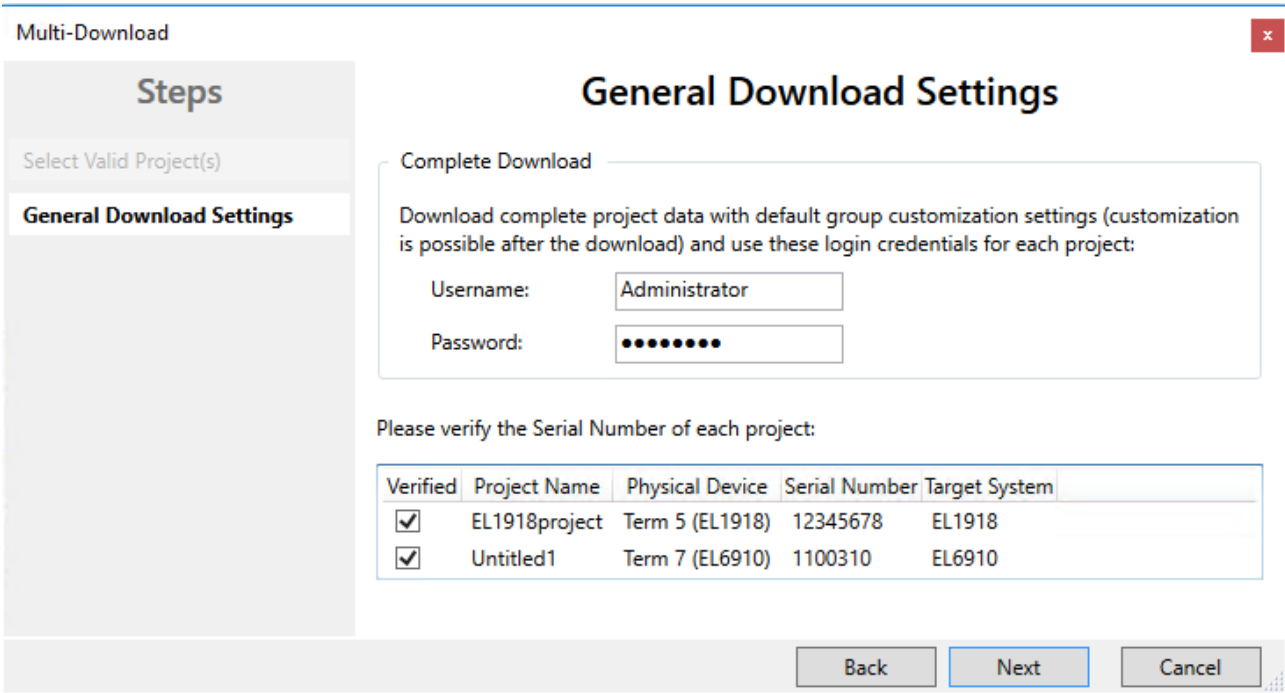 Multi-Download
x
Steps
Select Valid Project(s)
General Download Settings
General Download Settings
Complete Download
Download complete project data with default group customization settings (customization
is possible after the download) and use these login credentials for each project:
Username: Administrator
Password: ●●●●●●●●
Please verify the Serial Number of each project:
Verified Project Name Physical Device Serial Number Target System
EL1918project Term 5 (EL1918) 12345678 EL1918
Untitled1 Term 7 (EL6910) 1100310 EL6910
Back Next Cancel